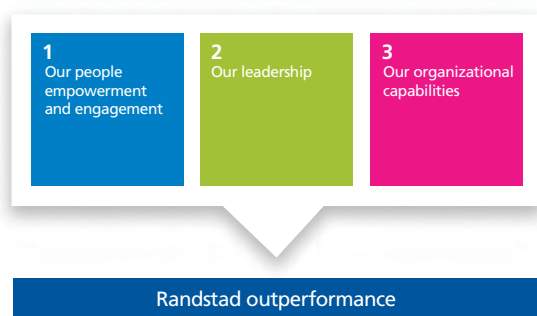 1
Our people
empowerment
and engagement
2
Our leadership
3
Our organizational
capabilities
Randstad outperformance